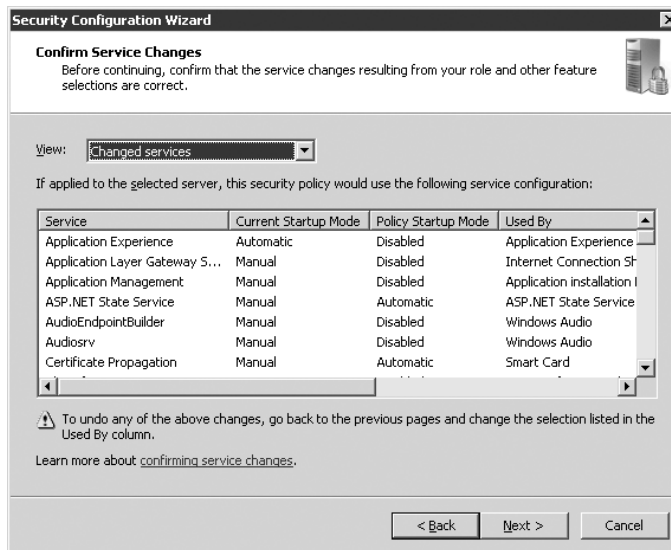 Security Configuration Wizard
Confirm Service Changes
Before continuing, confirm that the service changes resulting from your role and other feature
selections are correct.
View: Changed services
If applied to the selected server, this security policy would use the following service configuration:
Service Current Startup Mode Policy Startup Mode Used By
Application Experience Automatic Disabled Application Experience
Application Layer Gateway S... Manual Disabled Internet Connection Sh
Application Management Manual Disabled Application installation
ASP.NET State Service Manual Automatic ASP.NET State Service
AudioEndpointBuilder Manual Disabled Windows Audio
Audiosrv Manual Disabled Windows Audio
Certificate Propagation Manual Automatic Smart Card
To undo any of the above changes, go back to the previous pages and change the selection listed in the
Used By column.
Learn more about confirming service changes.
< Back Next > Cancel